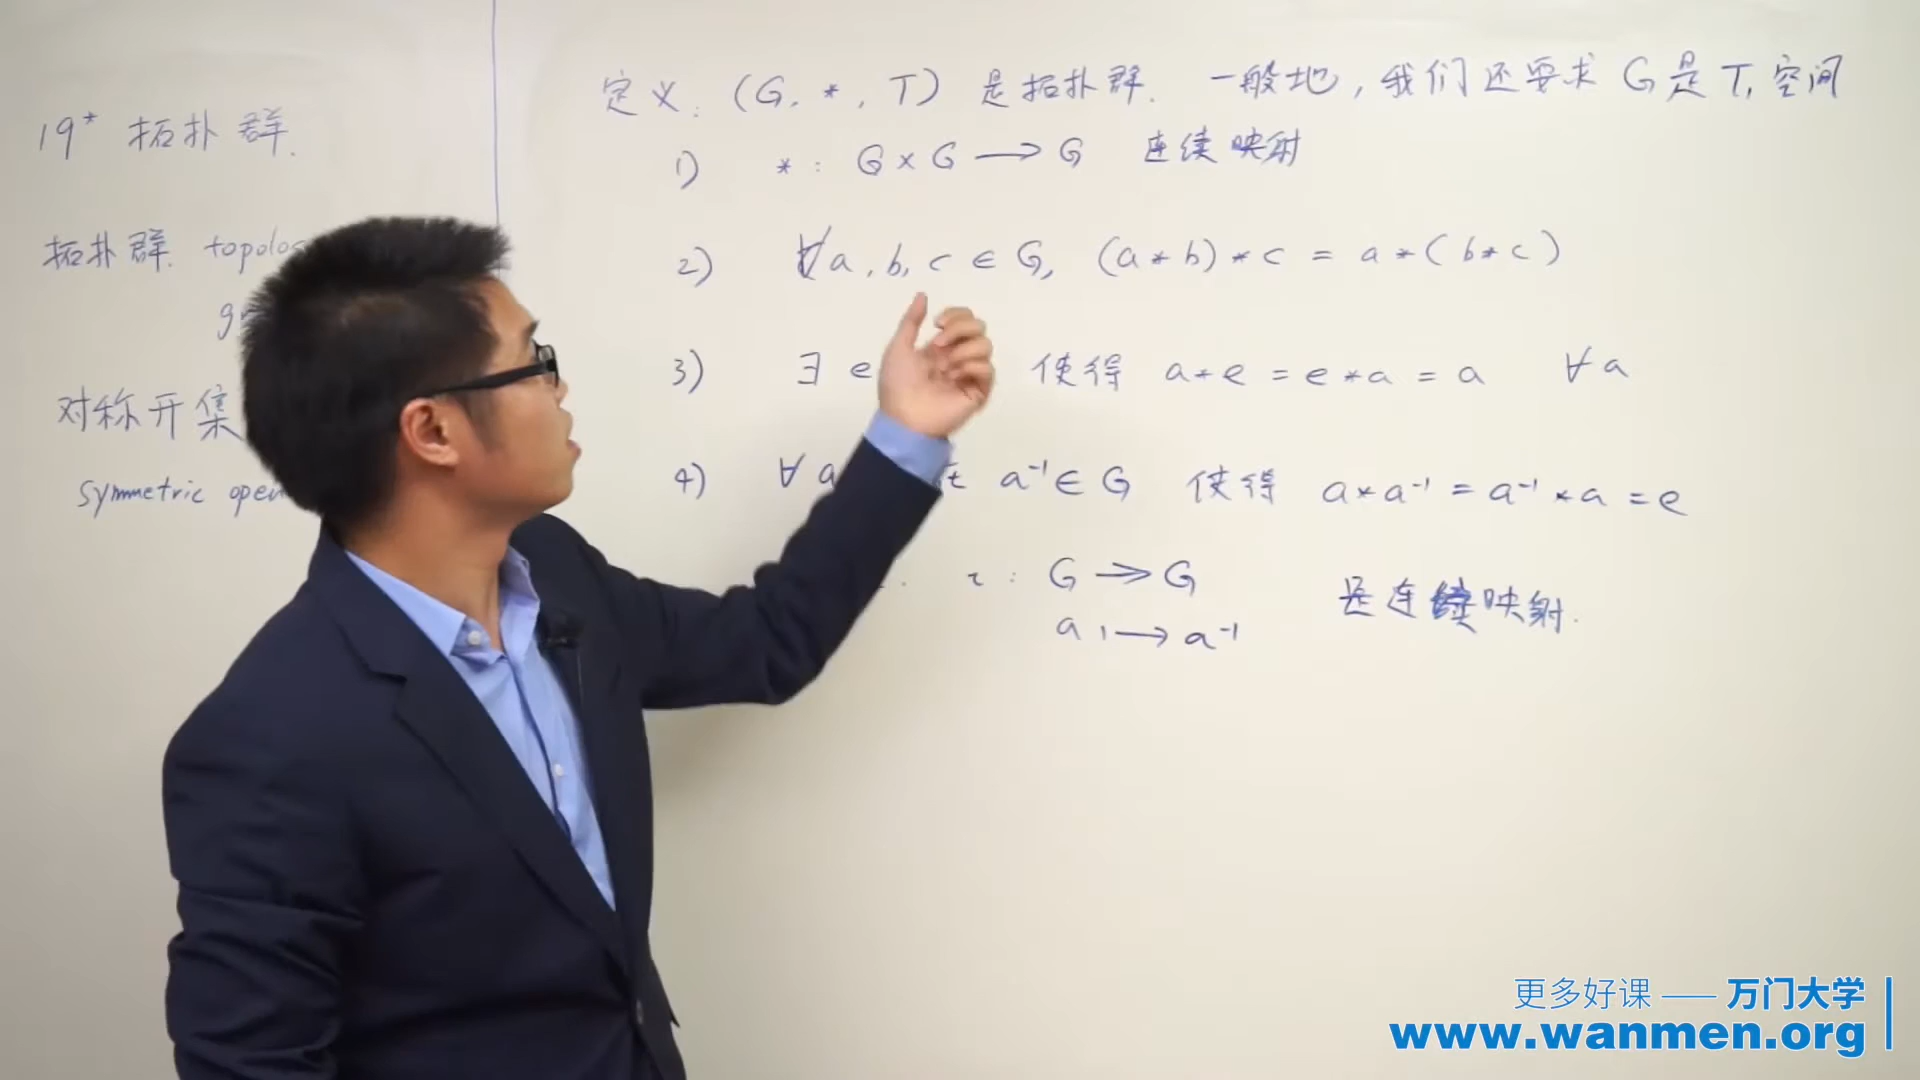 19* 拓扑群.
拓扑群. topolo
g
对称开集
symmetric open
定义: (G, *, T) 是拓扑群. 一般地, 我们还要求 G是 T₁ 空间
1) *: G × G → G 连续映射
2) ∀a, b, c ∈ G, (a * b) * c = a * (b * c)
3) ∃ e 使得 a * e = e * a = a ∀a
4) ∀ a 在 a⁻¹ ∈ G 使得 a * a⁻¹ = a⁻¹ * a = e
τ: G → G 是连续映射.
a ↦ a⁻¹
更多好课 —— 万门大学
www.wanmen.org